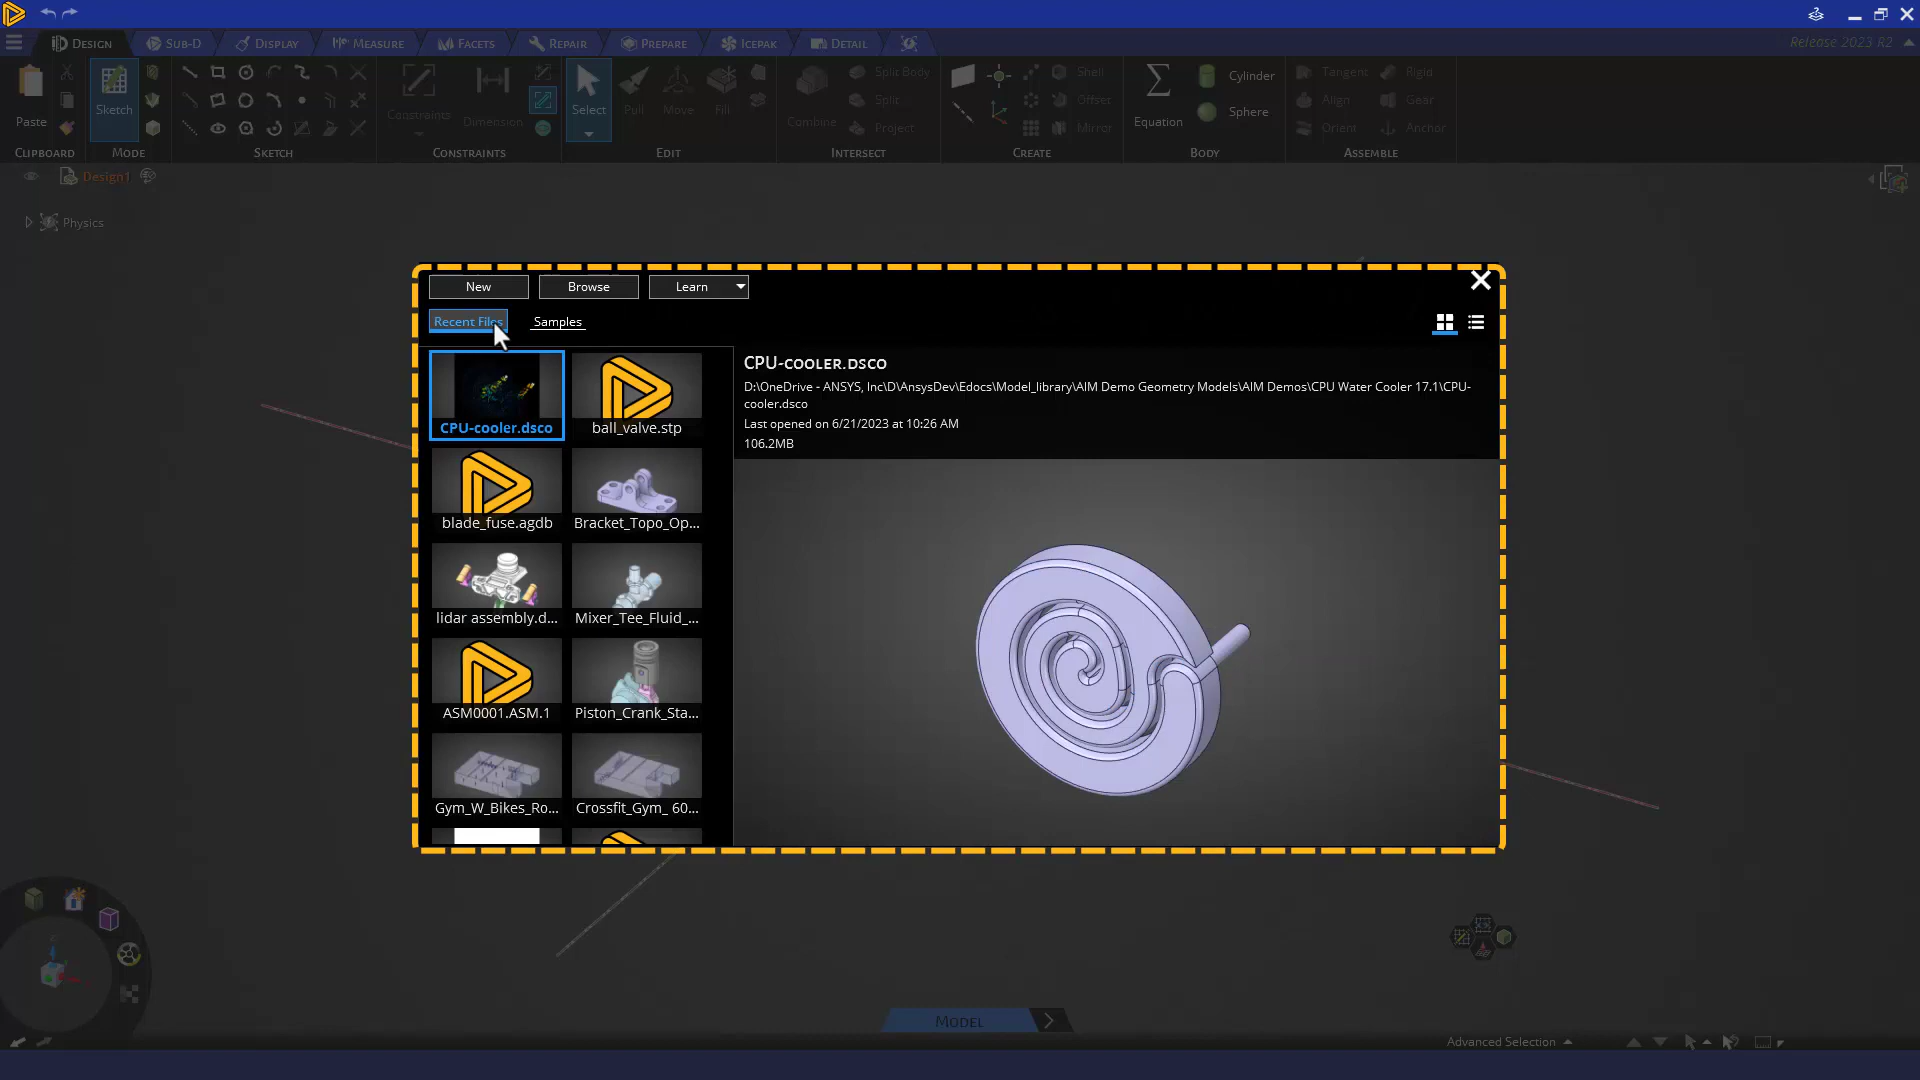 Design Sub-D Display Measure Facets Repair Prepare Icepak Detail Release 2023 R2
Paste Sketch Constraints Dimension Select Pull Move Fill Combine Split Body Split Project Shell Offset Mirror Equation Cylinder Sphere Tangent Align Orient Rigid Gear Anchor
Clipboard Mode Sketch Constraints Edit Intersect Create Body Assemble
Design1
Physics
New Browse Learn
Recent Files Samples
CPU-cooler.dsco
D:\OneDrive - ANSYS, Inc\D\AnsysDev\Edocs\Model_library\AIM Demo Geometry Models\AIM Demos\CPU Water Cooler 17.1\CPU-
cooler.dsco
Last opened on 6/21/2023 at 10:26 AM
106.2MB
CPU-cooler.dsco ball_valve.stp
blade_fuse.agdb Bracket_Topo_Op...
lidar assembly.d... Mixer_Tee_Fluid_...
ASM0001.ASM.1 Piston_Crank_Sta...
Gym_W_Bikes_Ro... Crossfit_Gym_ 60...
Model
Advanced Selection